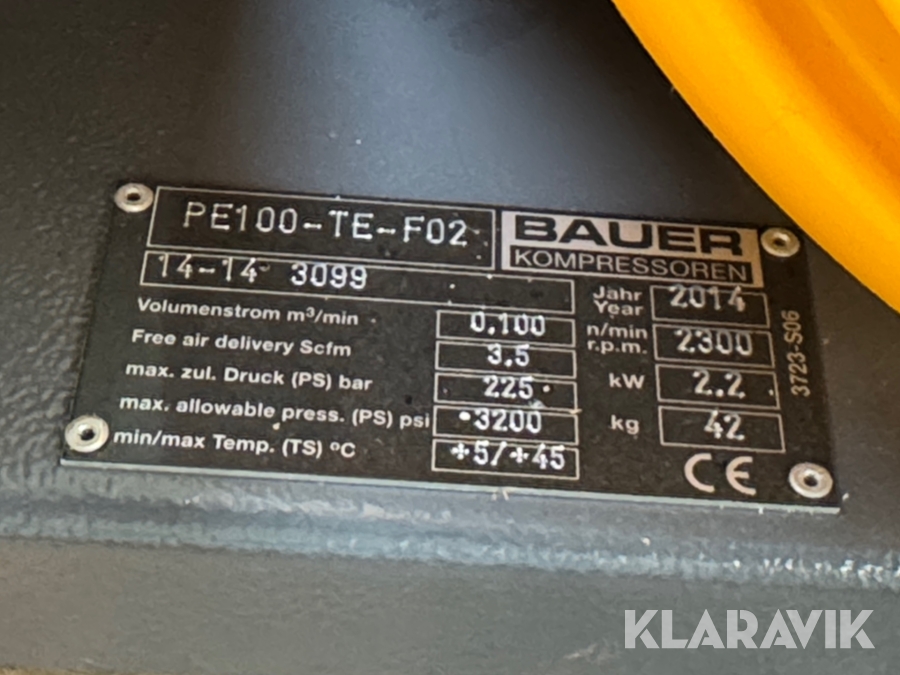 PE100-TE-F02
BAUER
KOMPRESSOREN
14-14 3099
Jahr
Year
2014
Volumenstrom m³/min
0,100
n/min
r.p.m.
2300
Free air delivery Scfm
3,5
max. zul. Druck (PS) bar
225
kW
2,2
max. allowable press. (PS) psi
3200
kg
42
min/max Temp. (TS) °C
+5/+45
CE
3723-S06
KLARAVIK